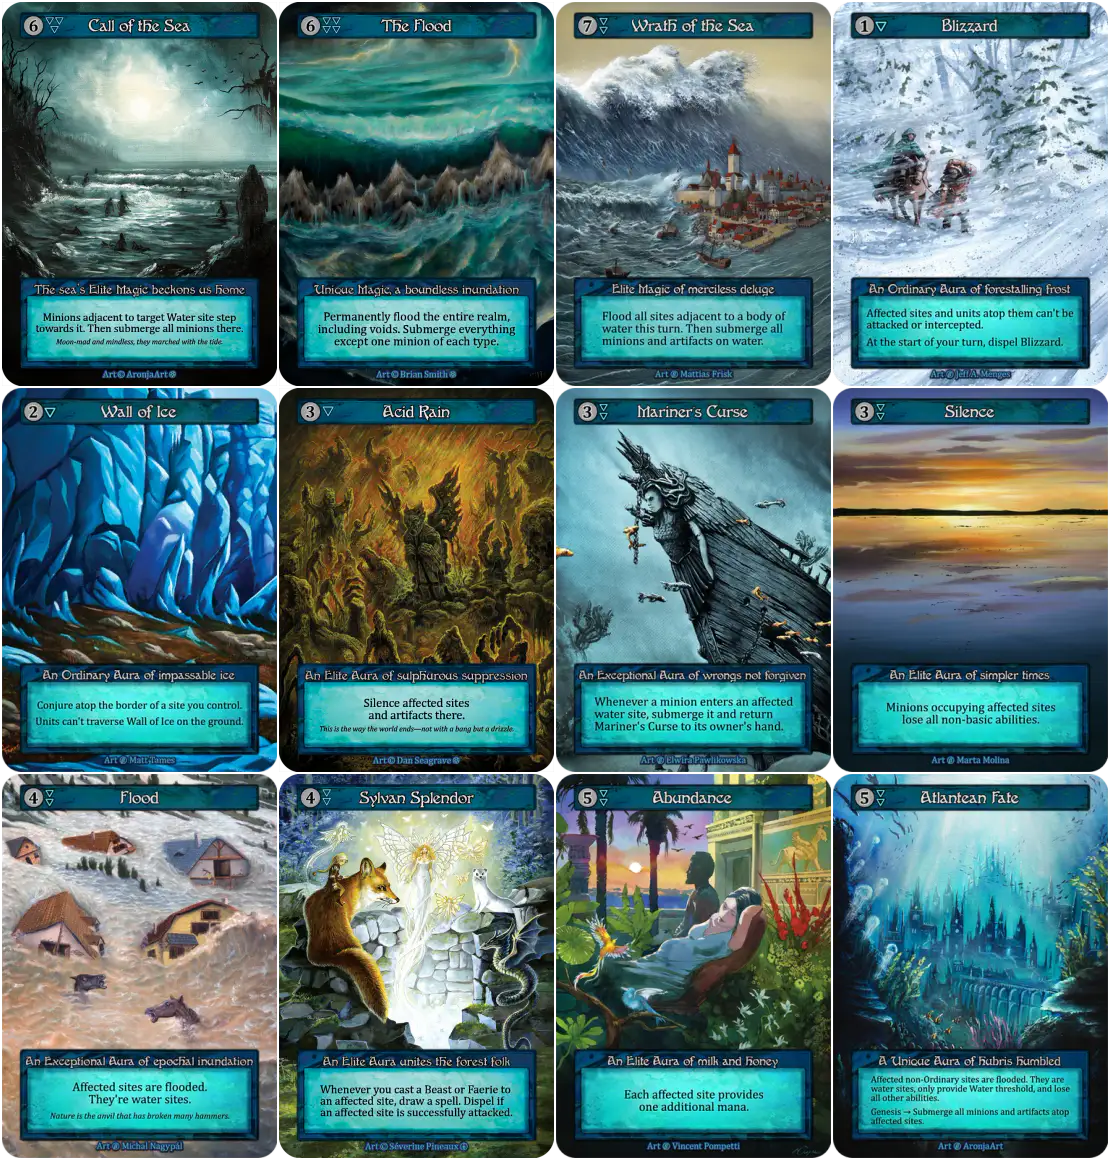 6 Call of the Sea
The sea's Elite Magic beckons us home
Minions adjacent to target Water site step
towards it. Then submerge all minions there.
Moon-mad and mindless, they marched with the tide.
Art © AronjaArt
6 The Flood
Unique Magic, a boundless inundation
Permanently flood the entire realm,
including voids. Submerge everything
except one minion of each type.
Art © Brian Smith
7 Wrath of the Sea
Elite Magic of merciless deluge
Flood all sites adjacent to a body of
water this turn. Then submerge all
minions and artifacts on water.
Art @ Mattias Frisk
1 Blizzard
An Ordinary Aura of forestalling frost
Affected sites and units atop them can't be
attacked or intercepted.
At the start of your turn, dispel Blizzard.
Art @ Jeff A. Menges
2 Wall of Ice
An Ordinary Aura of impassable ice
Conjure atop the border of a site you control.
Units can't traverse Wall of Ice on the ground.
Art @ Matt Tames
3 Acid Rain
An Elite Aura of sulphurous suppression
Silence affected sites
and artifacts there.
This is the way the world ends—not with a bang but a drizzle.
Art © Dan Seagrave
3 Mariner's Curse
An Exceptional Aura of wrongs not forgiven
Whenever a minion enters an affected
water site, submerge it and return
Mariner's Curse to its owner's hand.
Art @ Elwira Pawlikowska
3 Silence
An Elite Aura of simpler times
Minions occupying affected sites
lose all non-basic abilities.
Art @ Marta Molina
4 Flood
An Exceptional Aura of epochal inundation
Affected sites are flooded.
They're water sites.
Nature is the anvil that has broken many hammers.
Art @ Michal Nagypál
4 Sylvan Splendor
An Elite Aura unites the forest folk
Whenever you cast a Beast or Faerie to
an affected site, draw a spell. Dispel if
an affected site is successfully attacked.
Art © Séverine Pineaux
5 Abundance
An Elite Aura of milk and honey
Each affected site provides
one additional mana.
Art @ Vincent Pompetti
5 Atlantean Fate
A Unique Aura of hubris humbled
Affected non-Ordinary sites are flooded. They are
water sites, only provide Water threshold, and lose
all other abilities.
Genesis → Submerge all minions and artifacts atop
affected sites.
Art @ AronjaArt